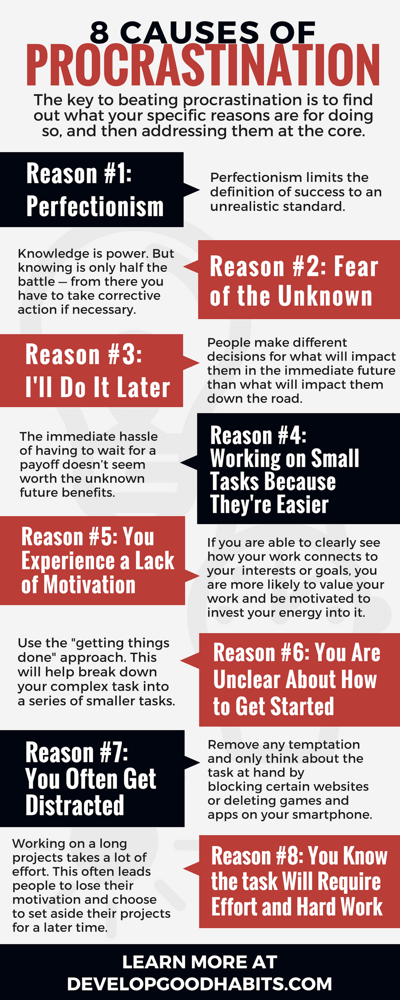 8 CAUSES OF
PROCRASTINATION
The key to beating procrastination is to find
out what your specific reasons are for doing
so, and then addressing them at the core.
Reason #1:
Perfectionism
Perfectionism limits the
definition of success to an
unrealistic standard.
Reason #2: Fear
of the Unknown
Knowledge is power. But
knowing is only half the
battle — from there you
have to take corrective
action if necessary.
Reason #3:
I'll Do It Later
People make different
decisions for what will impact
them in the immediate future
than what will impact them
down the road.
Reason #4:
Working on Small
Tasks Because
They're Easier
The immediate hassle
of having to wait for a
payoff doesn’t seem
worth the unknown
future benefits.
Reason #5: You
Experience a Lack
of Motivation
If you are able to clearly see
how your work connects to
your  interests or goals, you
are more likely to value your
work and be motivated to
invest your energy into it.
Reason #6: You Are
Unclear About How
to Get Started
Use the "getting things
done" approach. This
will help break down
your complex task into
a series of smaller tasks.
Reason #7:
You Often Get
Distracted
Remove any temptation
and only think about the
task at hand by
blocking certain websites
or deleting games and
apps on your smartphone.
Reason #8: You Know
the task Will Require
Effort and Hard Work
Working on a long
projects takes a lot of
effort. This often leads
people to lose their
motivation and choose
to set aside their projects
for a later time.
LEARN MORE AT
DEVELOPGOODHABITS.COM